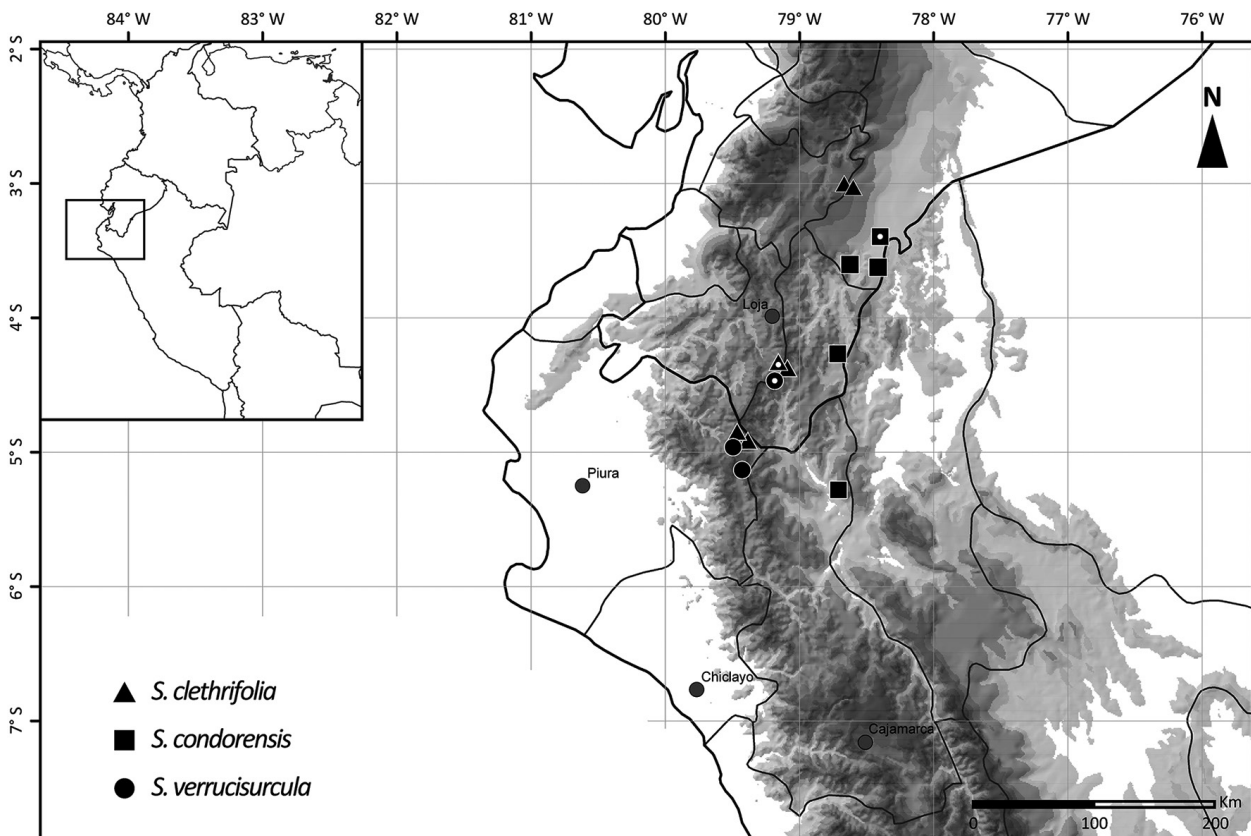 84°W 83°W 82°W 81°W 80°W 79°W 78°W 77°W 76°W
2°S
N
3°S
Loja
4°S
5°S
Piura
6°S
Chiclayo
S. clethrifolia
7°S
Cajamarca
S. condorensis
S. verrucisurcula
Km
0 100 200